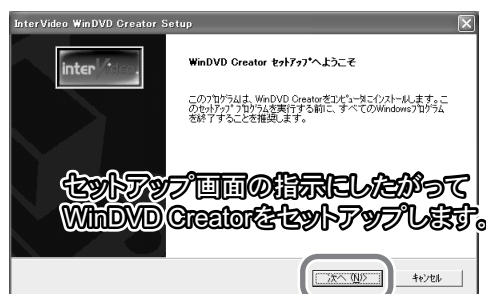 InterVideo WinDVD Creator Setup
InterVideo
WinDVD Creator ｾｯﾄｱｯﾌﾟへようこそ
このﾌﾟﾛｸﾞﾗﾑは、WinDVD Creatorをｺﾝﾋﾟｭｰﾀにｲﾝｽﾄｰﾙします。こ
のｾｯﾄｱｯﾌﾟ ﾌﾟﾛｸﾞﾗﾑを実行する前に、すべてのWindowsﾌﾟﾛｸﾞﾗﾑ
を終了することを推奨します。
セットアップ画面の指示にしたがって
WinDVD Creatorをセットアップします。
次へ (N)>
ｷｬﾝｾﾙ